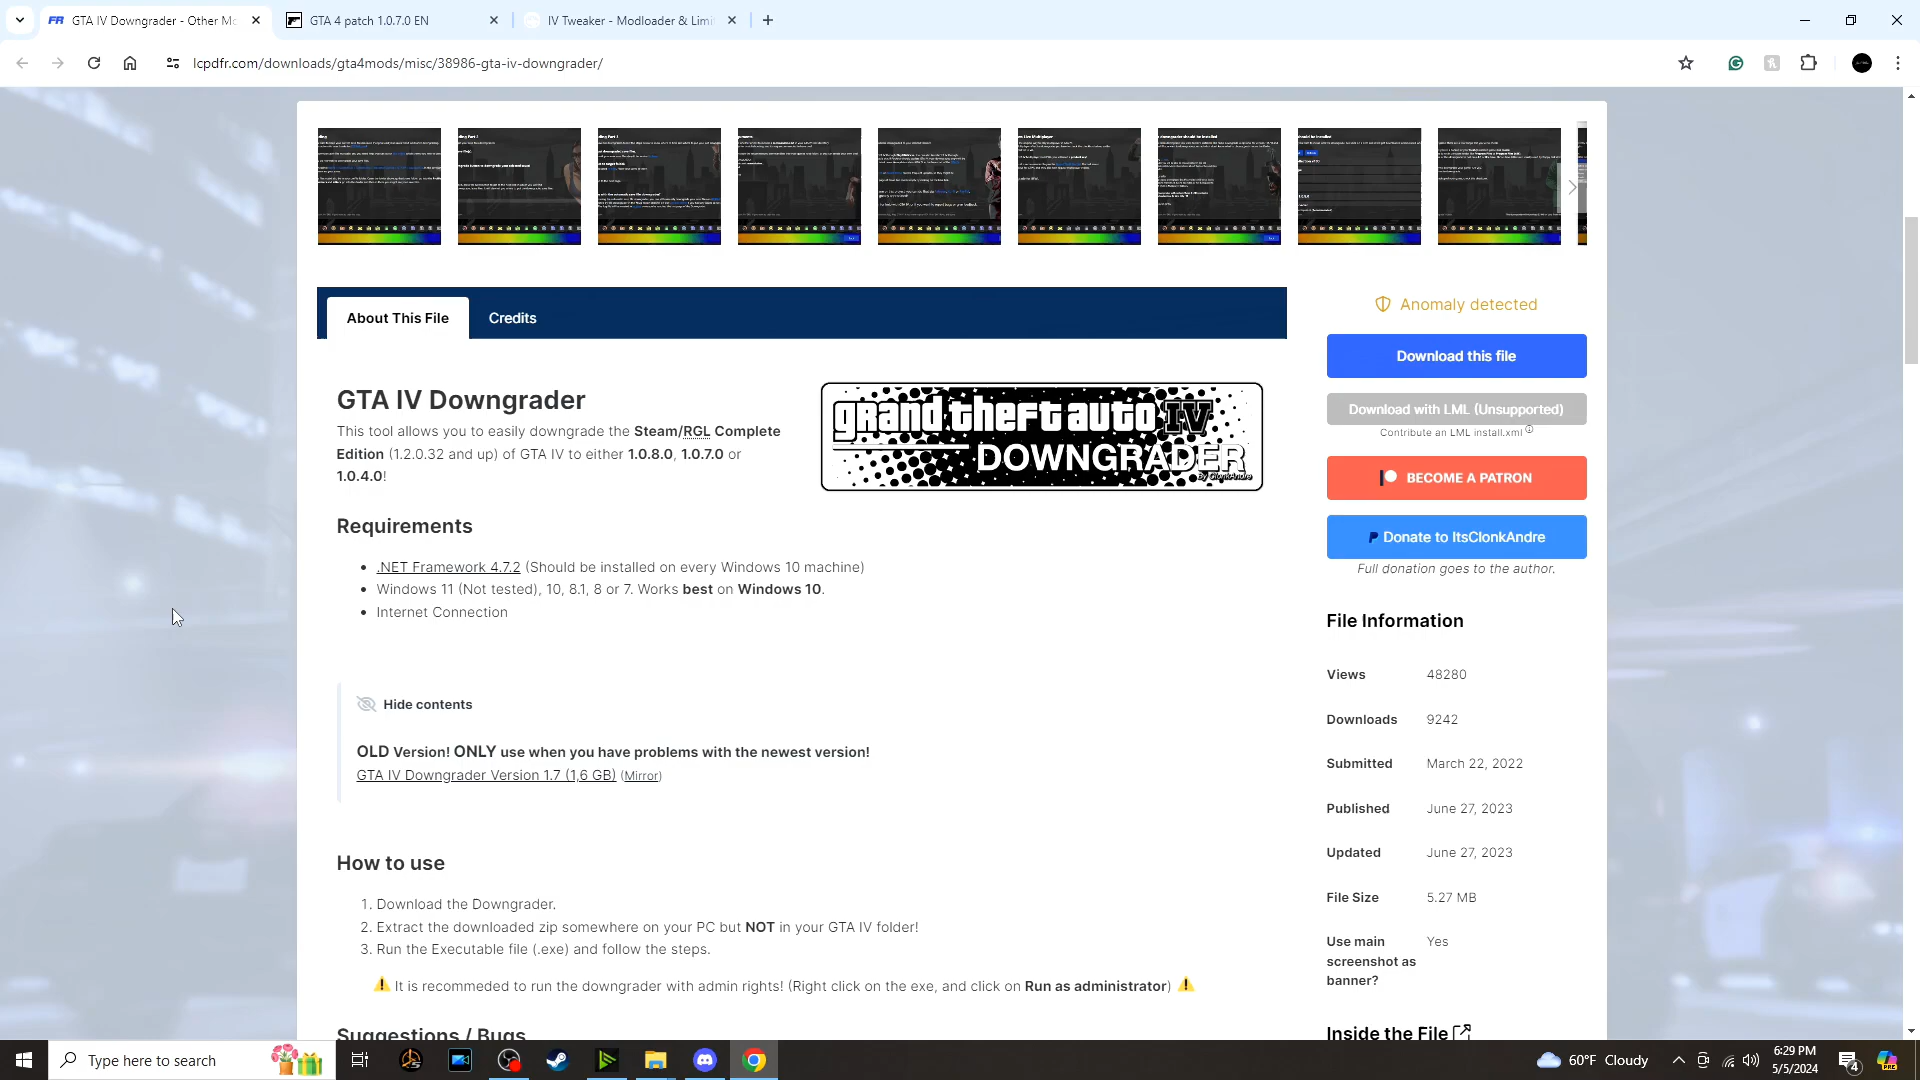 GTA IV Downgrader - Other Mo
GTA 4 patch 1.0.7.0 EN
IV Tweaker - Modloader & Limi
lcpdfr.com/downloads/gta4mods/misc/38986-gta-iv-downgrader/
About This File
Credits
Anomaly detected
Download this file
Download with LML (Unsupported)
Contribute an LML install.xml
BECOME A PATRON
Donate to ItsClonkAndre
Full donation goes to the author.
GTA IV Downgrader
This tool allows you to easily downgrade the Steam/RGL Complete
Edition (1.2.0.32 and up) of GTA IV to either 1.0.8.0, 1.0.7.0 or
1.0.4.0!
grand theft auto IV
DOWNGRADER
By ClonkAndre
Requirements
.NET Framework 4.7.2 (Should be installed on every Windows 10 machine)
Windows 11 (Not tested), 10, 8.1, 8 or 7. Works best on Windows 10.
Internet Connection
Hide contents
OLD Version! ONLY use when you have problems with the newest version!
GTA IV Downgrader Version 1.7 (1,6 GB) (Mirror)
How to use
1. Download the Downgrader.
2. Extract the downloaded zip somewhere on your PC but NOT in your GTA IV folder!
3. Run the Executable file (.exe) and follow the steps.
It is recommeded to run the downgrader with admin rights! (Right click on the exe, and click on Run as administrator)
Suggestions / Bugs
File Information
Views 48280
Downloads 9242
Submitted March 22, 2022
Published June 27, 2023
Updated June 27, 2023
File Size 5.27 MB
Use main screenshot as banner? Yes
Inside the File
Type here to search
60°F Cloudy
6:29 PM
5/5/2024
4